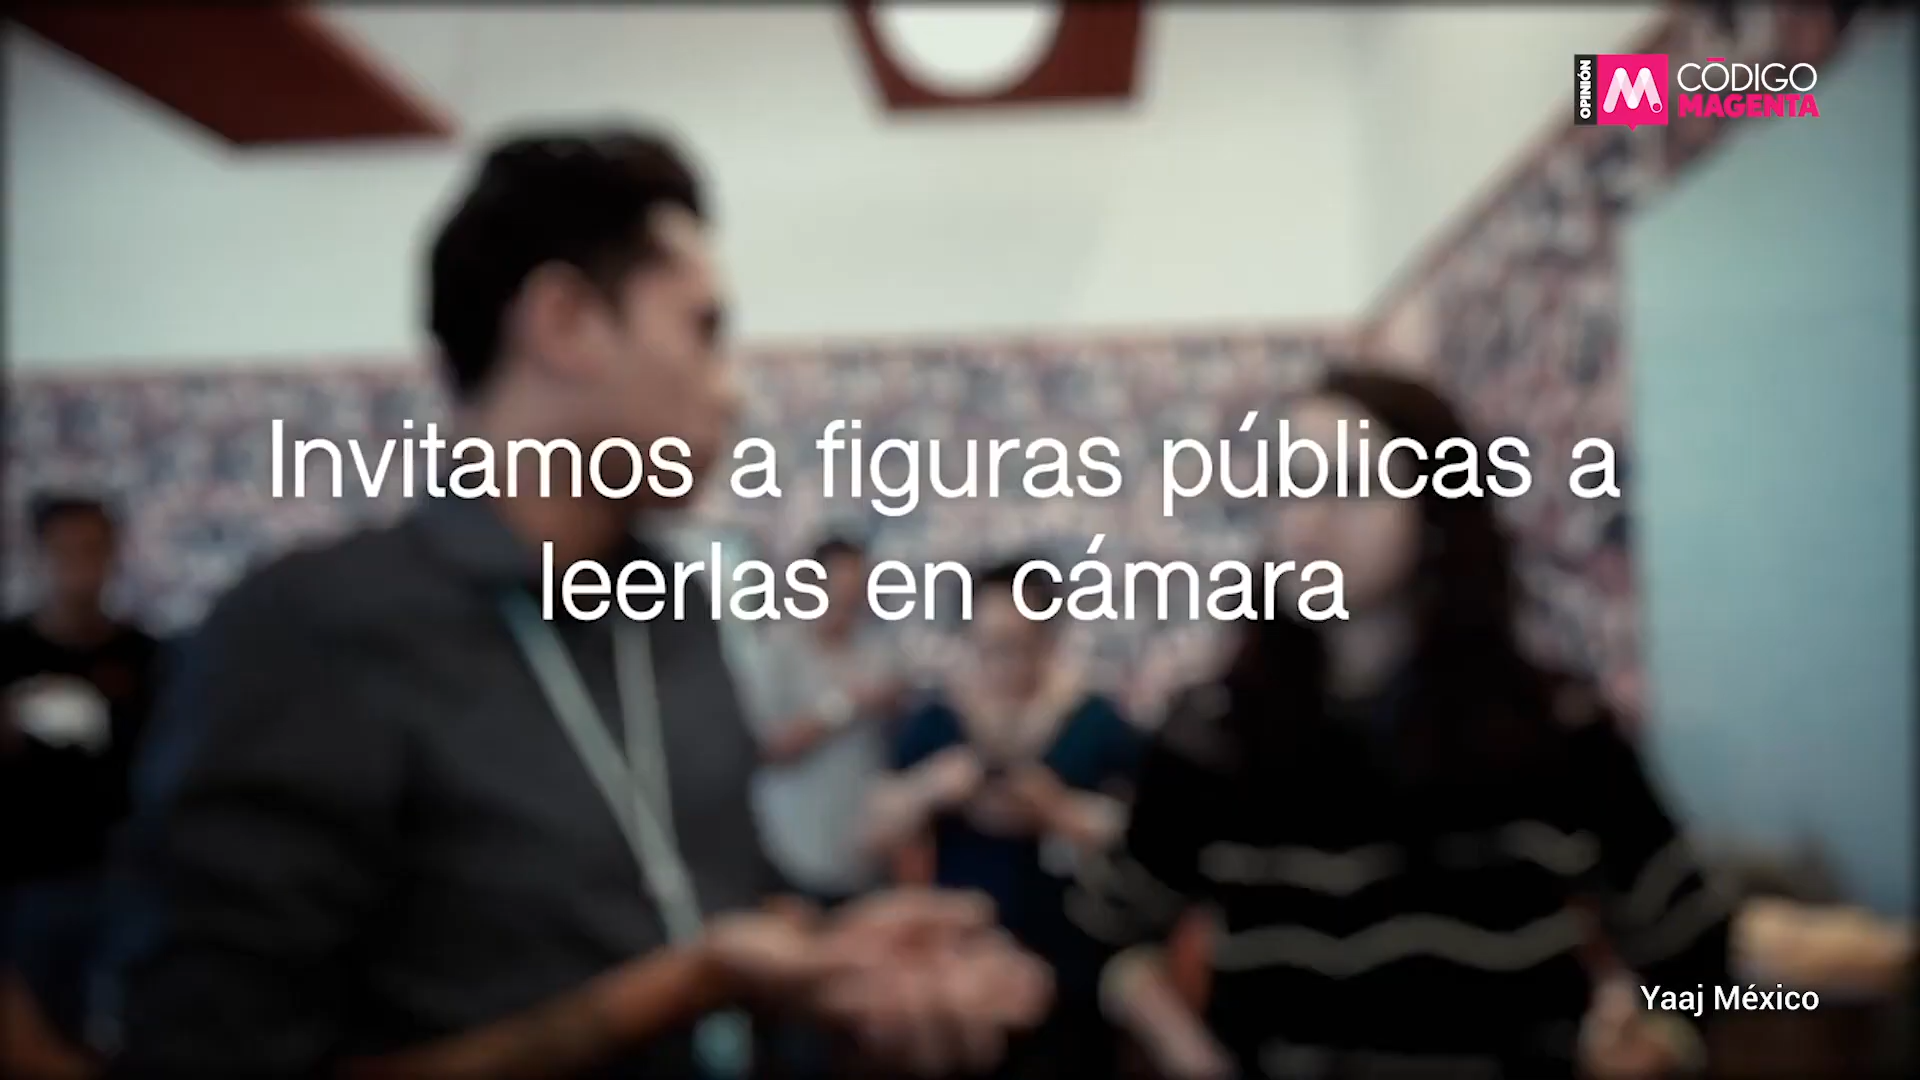 OPINIÓN
M.
CÓDIGO
MAGENTA
Invitamos a figuras públicas a
leerlas en cámara
Yaaj México